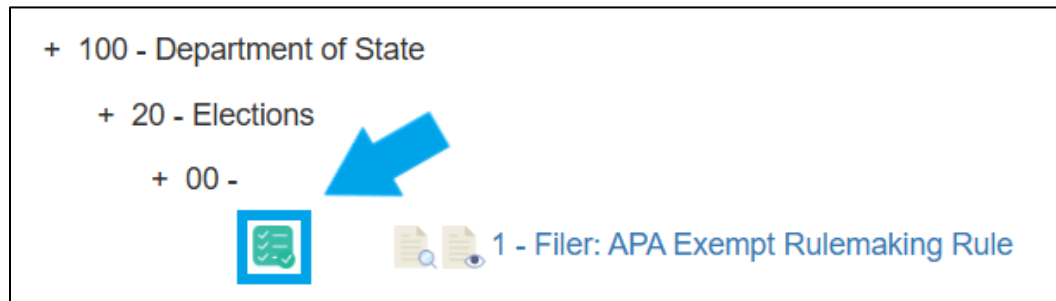 + 100 - Department of State
+ 20 - Elections
+ 00 -
1 - Filer: APA Exempt Rulemaking Rule